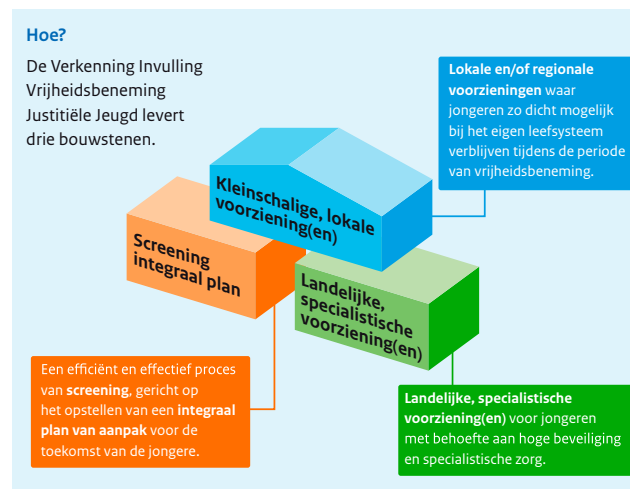 Hoe?
De Verkenning Invulling
Vrijheidsbeneming
Justitiële Jeugd levert
drie bouwstenen.
Lokale en/of regionale
voorzieningen waar
jongeren zo dicht mogelijk
bij het eigen leefsysteem
verblijven tijdens de periode
van vrijheidsbeneming.
Kleinschalige, lokale
voorziening(en)
Screening
integraal plan
Landelijke,
specialistische
voorziening(en)
Een efficiënt en effectief proces
van screening, gericht op
het opstellen van een integraal
plan van aanpak voor de
toekomst van de jongere.
Landelijke, specialistische
voorziening(en) voor jongeren
met behoefte aan hoge beveiliging
en specialistische zorg.